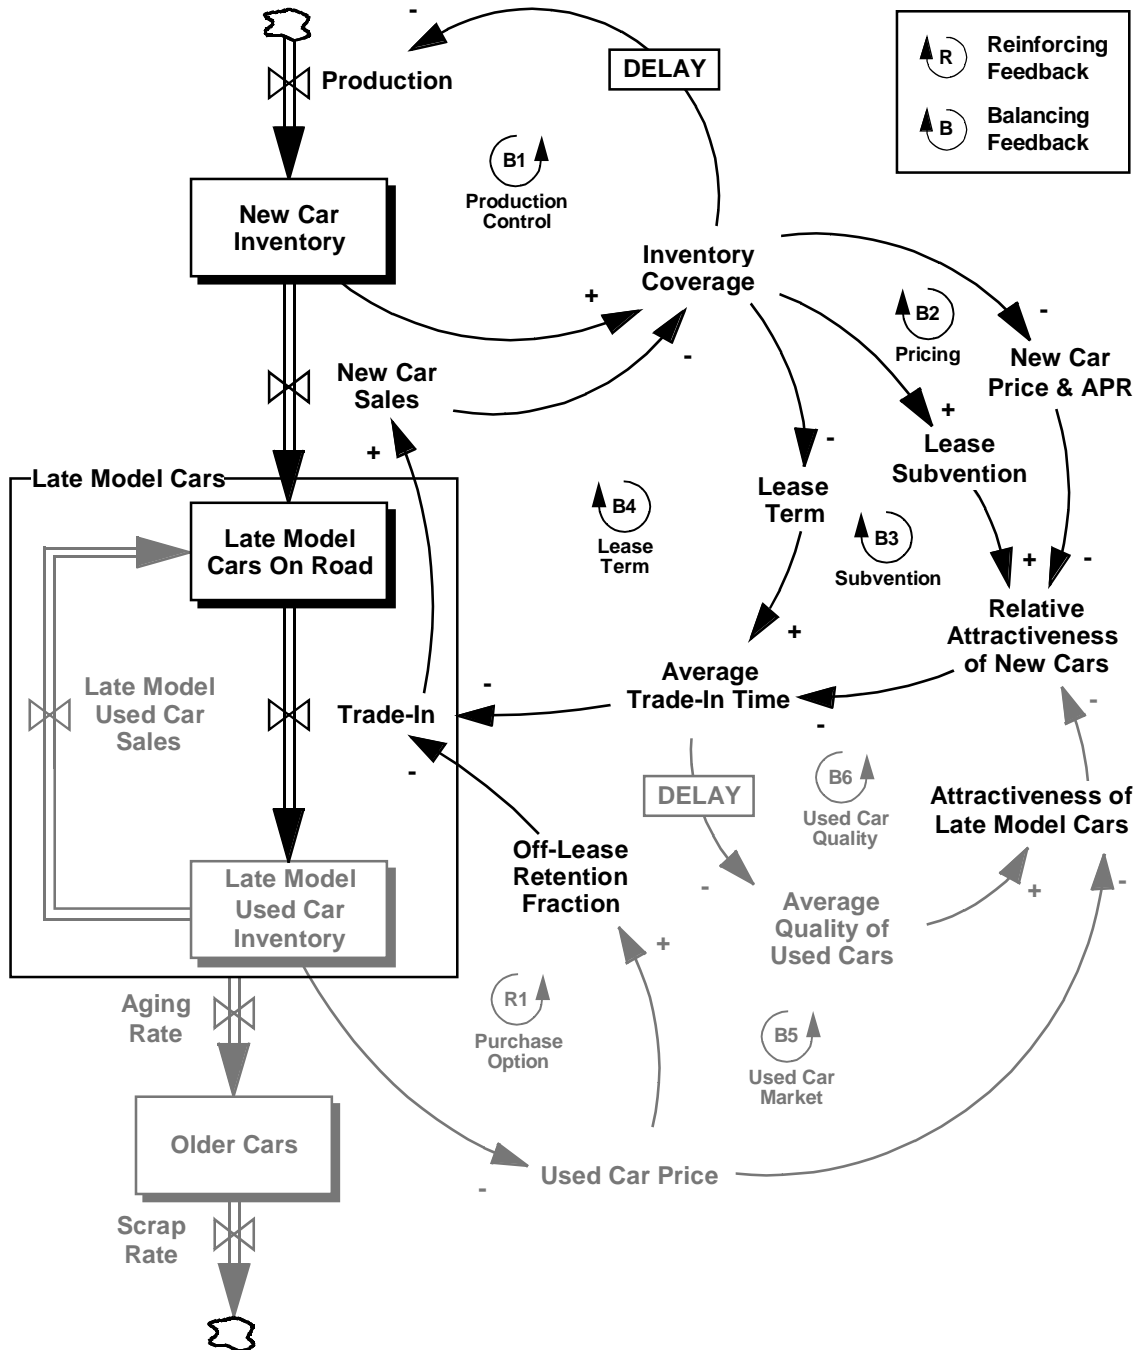 -
DELAY
Production
R
Reinforcing
Feedback
B
Balancing
Feedback
B1
Production
Control
New Car
Inventory
Inventory
Coverage
+
-
B2
Pricing
-
New Car
Price & APR
New Car
Sales
+
-
+
Lease
Subvention
Late Model Cars
Lease
Term
B4
Lease
Term
B3
Subvention
Late Model
Cars On Road
+
-
+
Relative
Attractiveness
of New Cars
Late Model
Used Car
Sales
Trade-In
-
Average
Trade-In Time
-
-
-
DELAY
B6
Used Car
Quality
Attractiveness of
Late Model Cars
Off-Lease
Retention
Fraction
Late Model
Used Car
Inventory
-
Average
Quality of
Used Cars
+
-
+
Aging
Rate
R1
Purchase
Option
B5
Used Car
Market
Older Cars
-
Used Car Price
Scrap
Rate